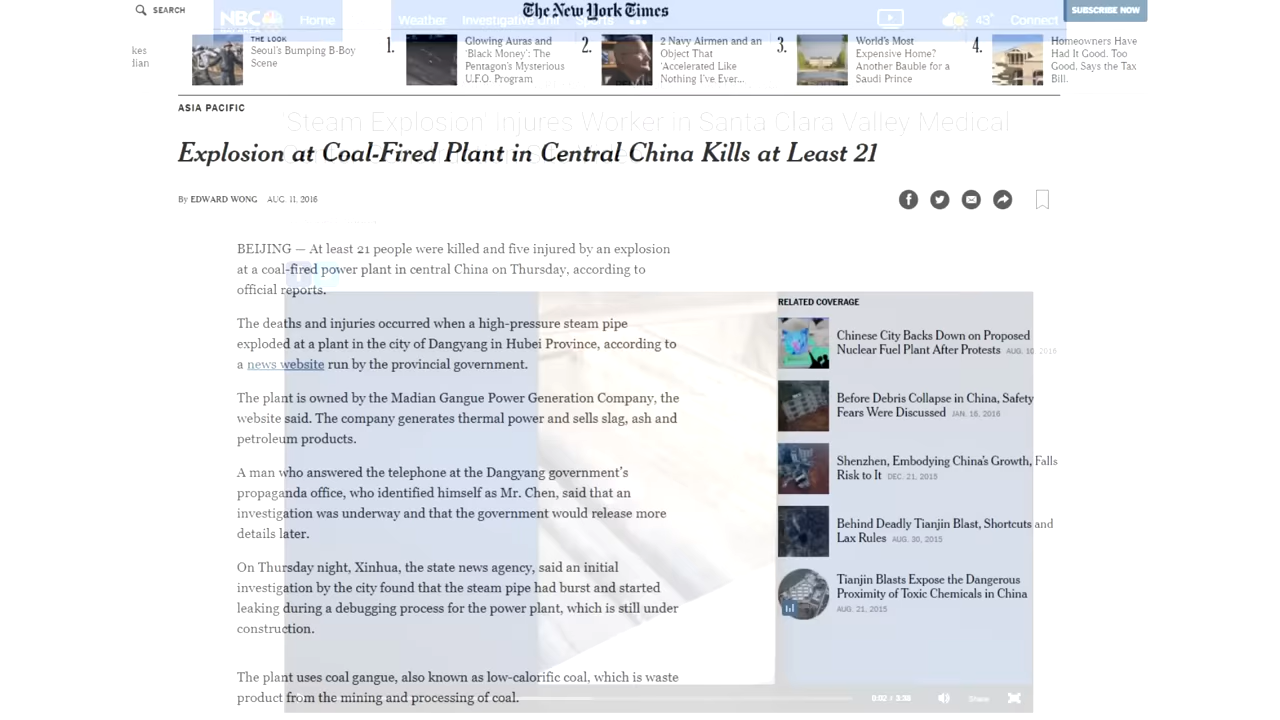 SEARCH
The New York Times
SUBSCRIBE NOW
NBC
Home
Weather
Investigative Unit
Sports
43°
Connect
kes
lian
THE LOOK
Seoul's Bumping B-Boy
Scene
1.
Glowing Auras and
'Black Money': The
Pentagon's Mysterious
U.F.O. Program
2.
2 Navy Airmen and an
Object That
'Accelerated Like
Nothing I've Ever...
3.
World's Most
Expensive Home?
Another Bauble for a
Saudi Prince
4.
Homeowners Have
Had It Good. Too
Good, Says the Tax
Bill.
ASIA PACIFIC
'Steam Explosion' Injures Worker in Santa Clara Valley Medical
Explosion at Coal-Fired Plant in Central China Kills at Least 21
By EDWARD WONG AUG. 11, 2016
BEIJING — At least 21 people were killed and five injured by an explosion
at a coal-fired power plant in central China on Thursday, according to
official reports.
The deaths and injuries occurred when a high-pressure steam pipe
exploded at a plant in the city of Dangyang in Hubei Province, according to
a news website run by the provincial government.
The plant is owned by the Madian Gangue Power Generation Company, the
website said. The company generates thermal power and sells slag, ash and
petroleum products.
A man who answered the telephone at the Dangyang government's
propaganda office, who identified himself as Mr. Chen, said that an
investigation was underway and that the government would release more
details later.
On Thursday night, Xinhua, the state news agency, said an initial
investigation by the city found that the steam pipe had burst and started
leaking during a debugging process for the power plant, which is still under
construction.
The plant uses coal gangue, also known as low-calorific coal, which is waste
product from the mining and processing of coal.
RELATED COVERAGE
Chinese City Backs Down on Proposed
Nuclear Fuel Plant After Protests AUG. 10, 2016
Before Debris Collapse in China, Safety
Fears Were Discussed JAN. 16, 2016
Shenzhen, Embodying China's Growth, Falls
Risk to It DEC. 21, 2015
Behind Deadly Tianjin Blast, Shortcuts and
Lax Rules AUG. 30, 2015
Tianjin Blasts Expose the Dangerous
Proximity of Toxic Chemicals in China
AUG. 21, 2015
0:02 / 3:38
Share